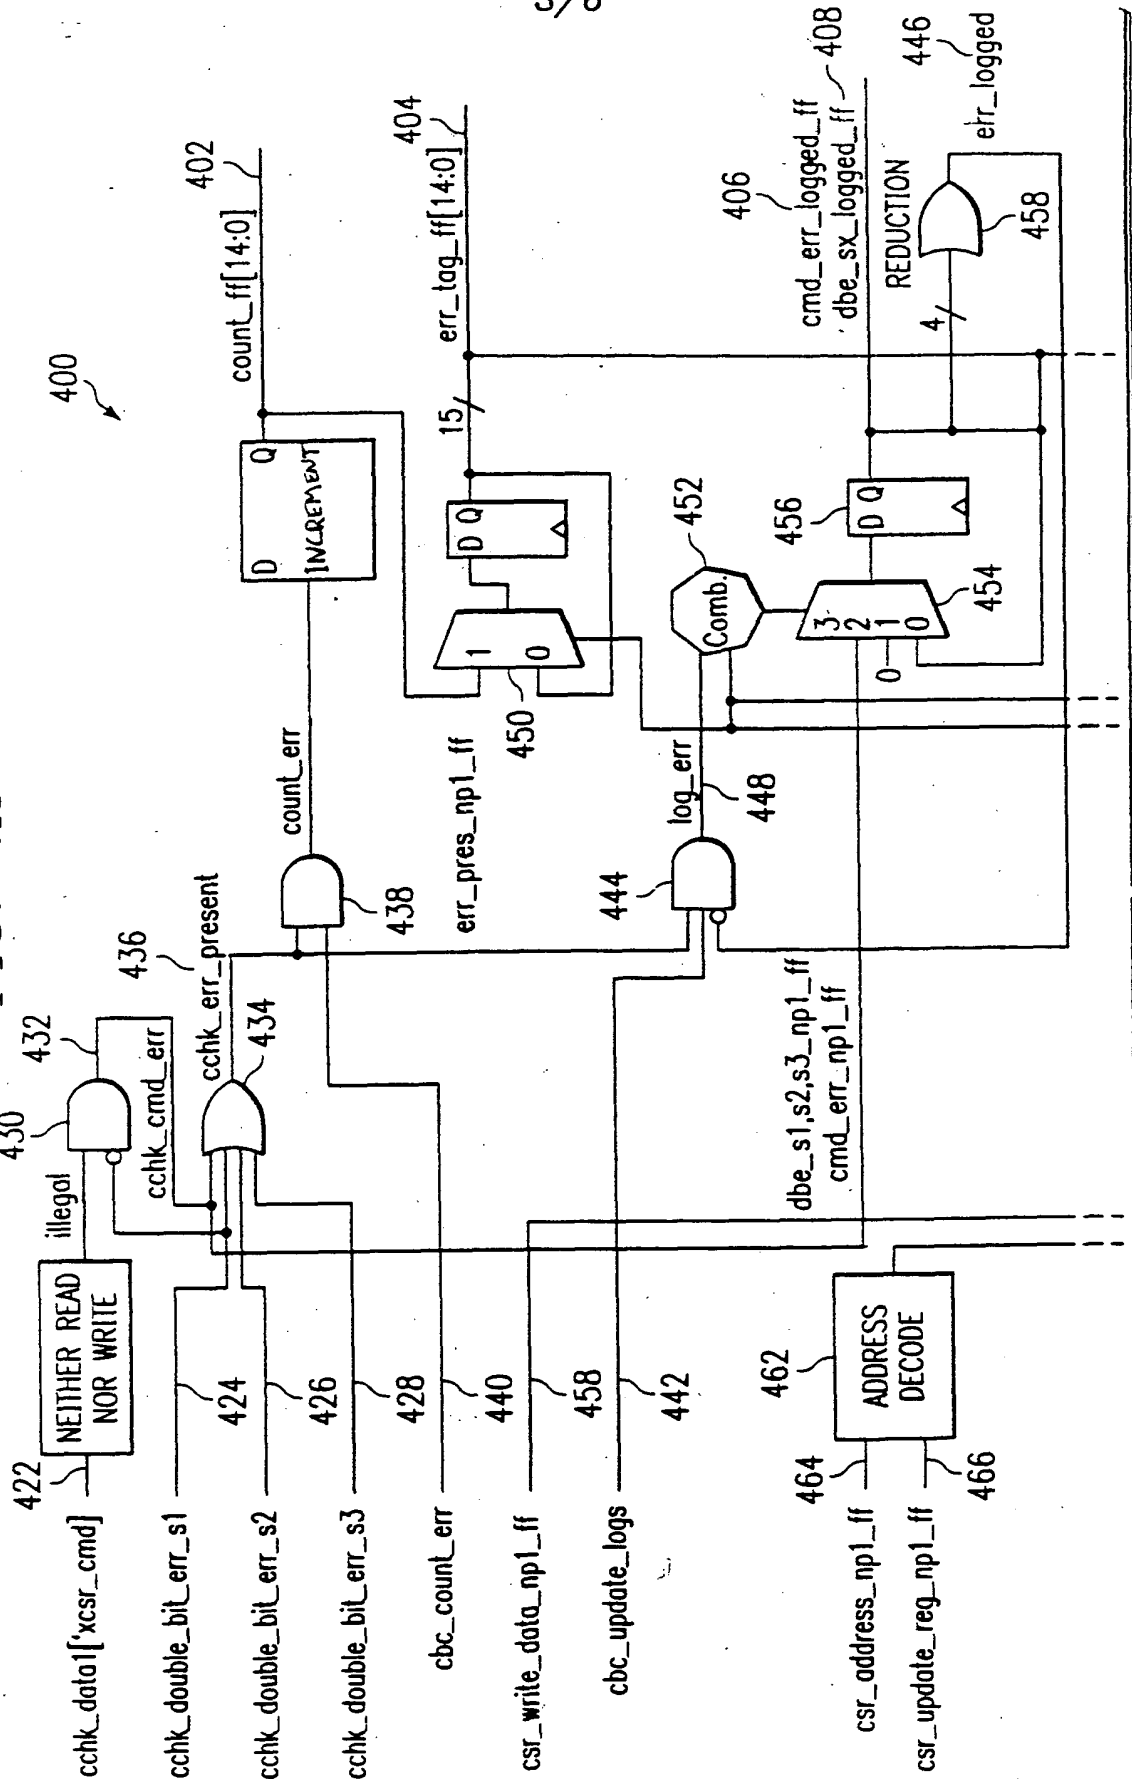 400
402
count_ff[14:0]
404
err_tag_ff[14:0]
406
cmd_err_logged_ff
dbe_sx_logged_ff
408
446
err_logged
REDUCTION
458
4
15
D
Q
INCREMENT
D Q
1
0
450
count_err
438
err_pres_np1_ff
452
Comb.
456
D Q
3
2
1
0
0
454
log_err
448
444
436
cchk_err_present
434
430
432
cchk_cmd_err
illegal
NEITHER READ
NOR WRITE
422
cchk_data1['xcsr_cmd]
424
cchk_double_bit_err_s1
426
cchk_double_bit_err_s2
428
cchk_double_bit_err_s3
440
cbc_count_err
458
csr_write_data_np1_ff
442
cbc_update_logs
dbe_s1,s2,s3_np1_ff
cmd_err_np1_ff
462
ADDRESS
DECODE
464
csr_address_np1_ff
466
csr_update_reg_np1_ff